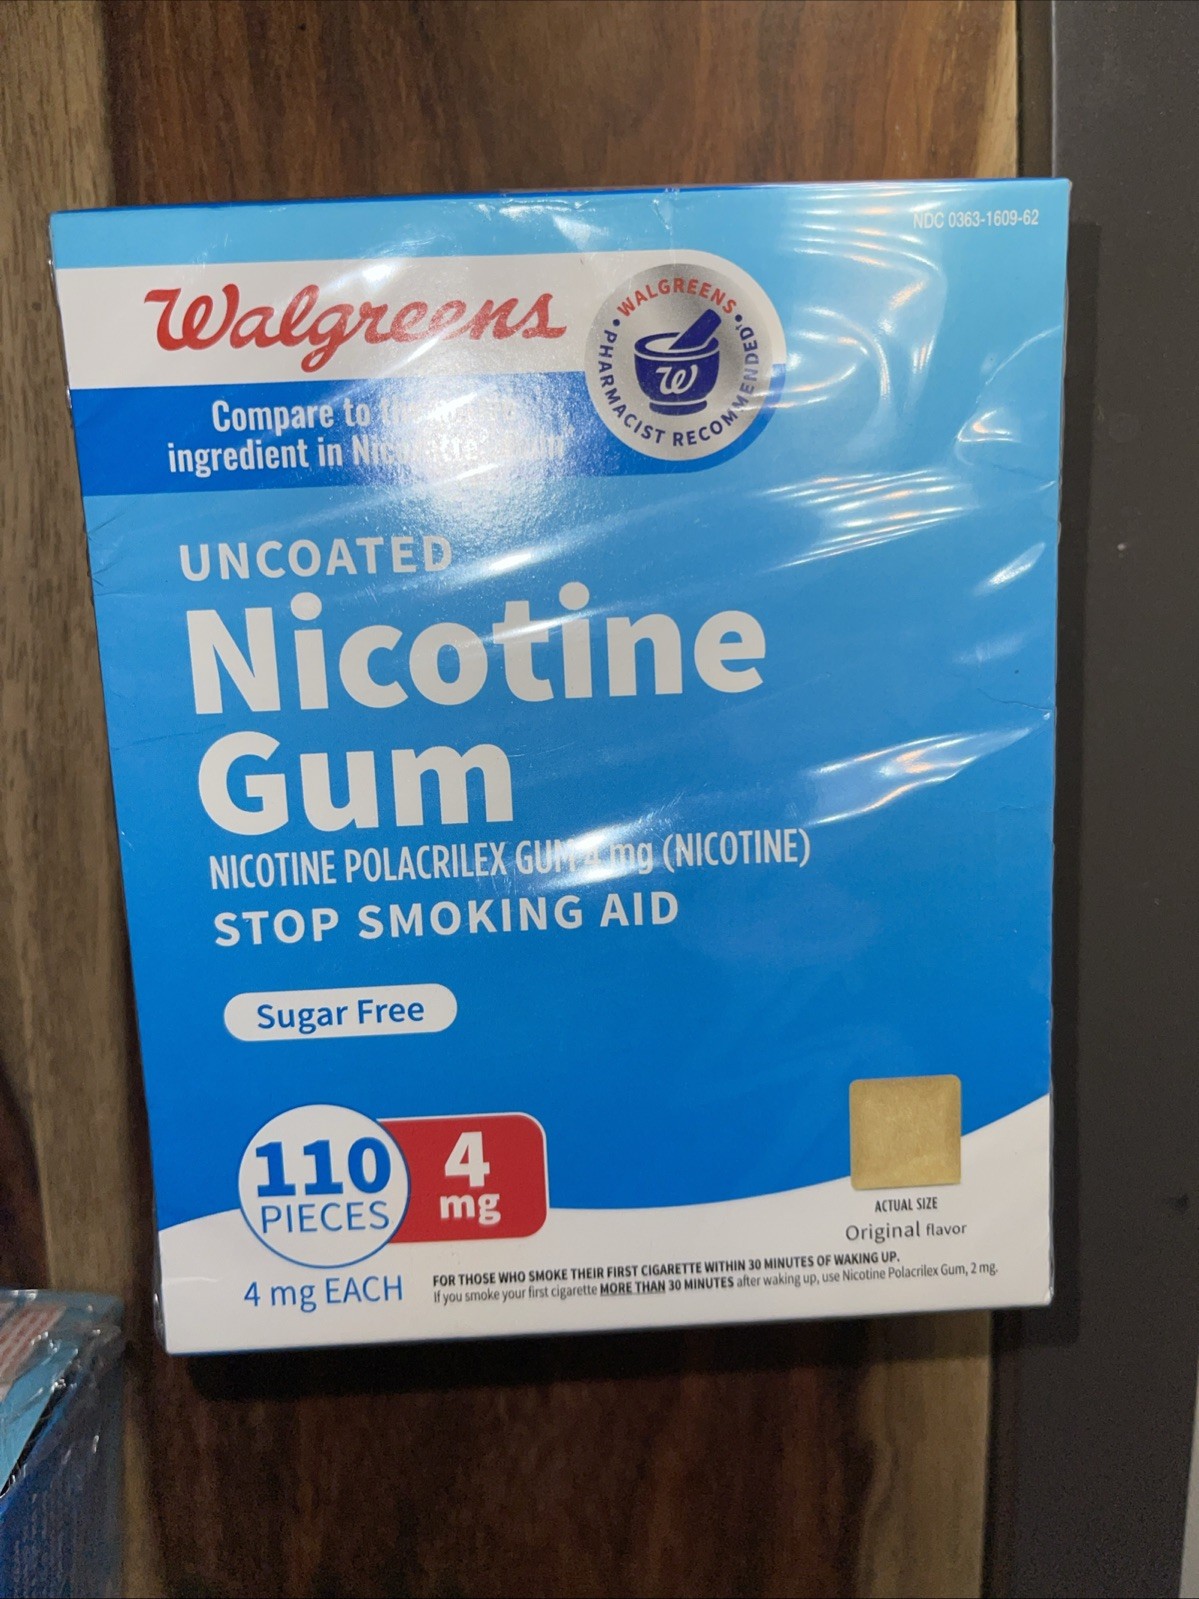 NDC 0363-1609-62
Walgreens
WALGREENS
PHARMACIST RECOMMENDED†
W
Compare to
ingredient in
UNCOATED
Nicotine
Gum
NICOTINE POLACRILEX GUM 4 mg (NICOTINE)
STOP SMOKING AID
Sugar Free
110
PIECES
4
mg
4 mg EACH
ACTUAL SIZE
Original flavor
FOR THOSE WHO SMOKE THEIR FIRST CIGARETTE WITHIN 30 MINUTES OF WAKING UP.
If you smoke your first cigarette MORE THAN 30 MINUTES after waking up, use Nicotine Polacrilex Gum, 2 mg.